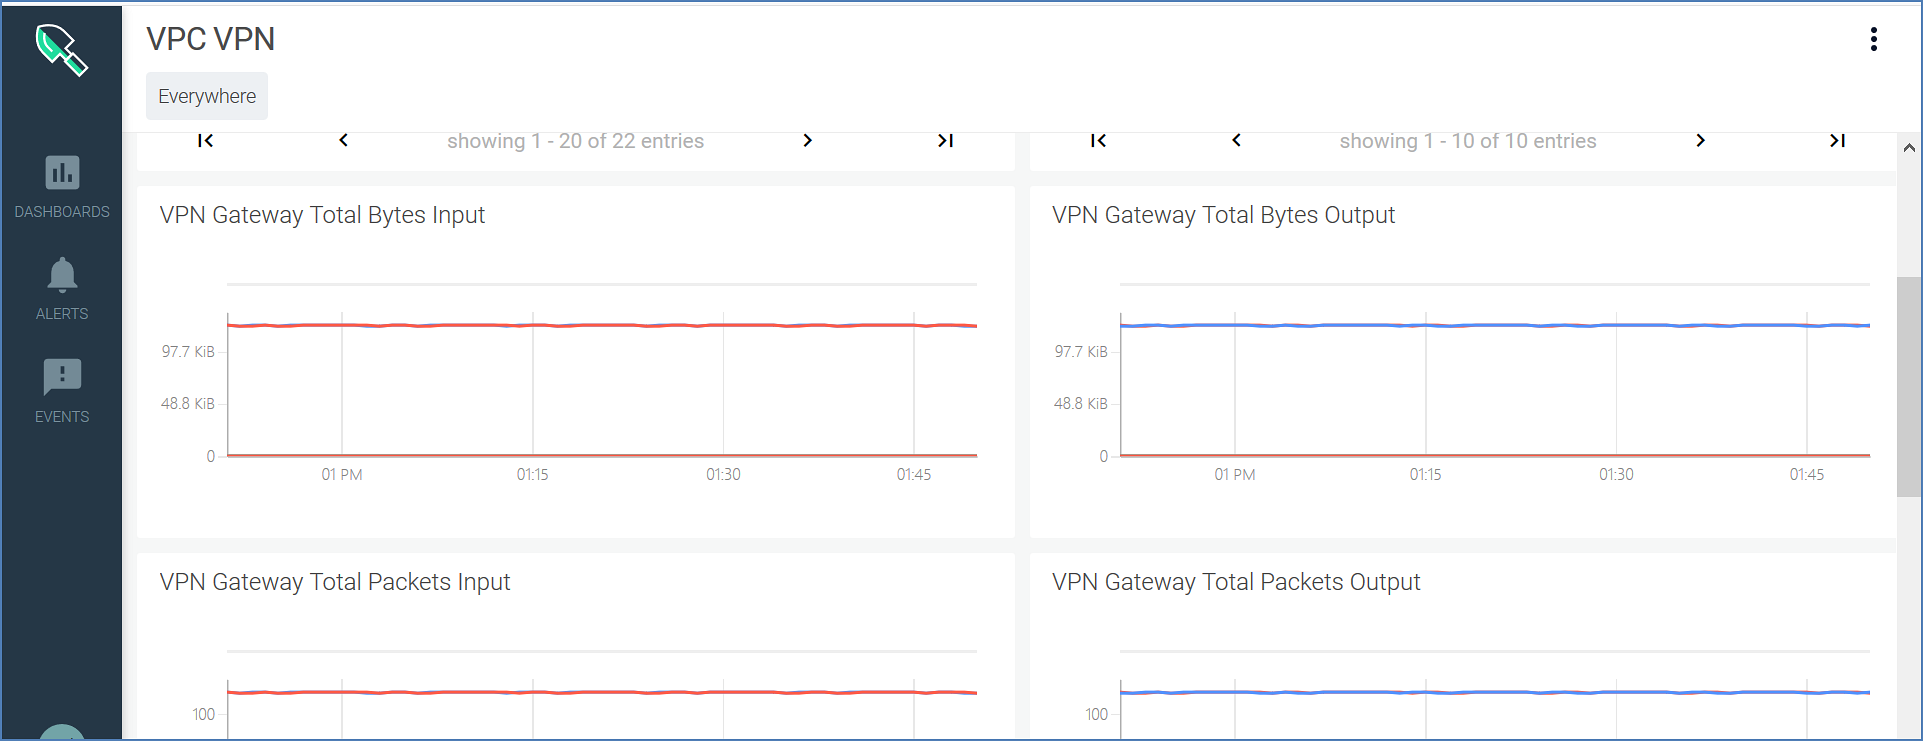 VPC VPN
Everywhere
DASHBOARDS
ALERTS
EVENTS
showing 1 - 20 of 22 entries
showing 1 - 10 of 10 entries
VPN Gateway Total Bytes Input
97.7 KiB
48.8 KiB
0
01 PM
01:15
01:30
01:45
VPN Gateway Total Bytes Output
97.7 KiB
48.8 KiB
0
01 PM
01:15
01:30
01:45
VPN Gateway Total Packets Input
100
VPN Gateway Total Packets Output
100